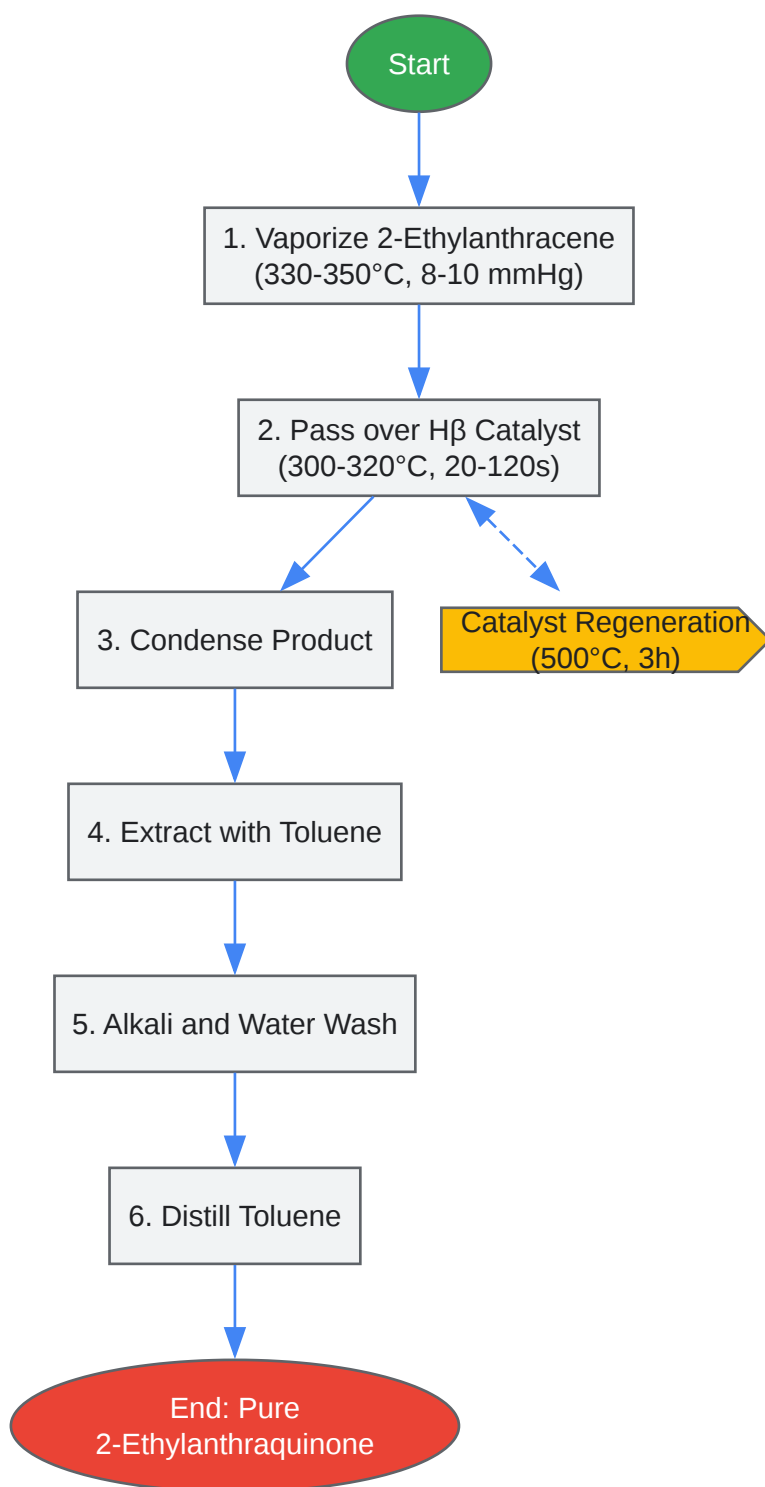 Start
1. Vaporize 2-Ethylanthracene
(330-350°C, 8-10 mmHg)
2. Pass over Hβ Catalyst
(300-320°C, 20-120s)
3. Condense Product
Catalyst Regeneration
(500°C, 3h)
4. Extract with Toluene
5. Alkali and Water Wash
6. Distill Toluene
End: Pure
2-Ethylanthraquinone